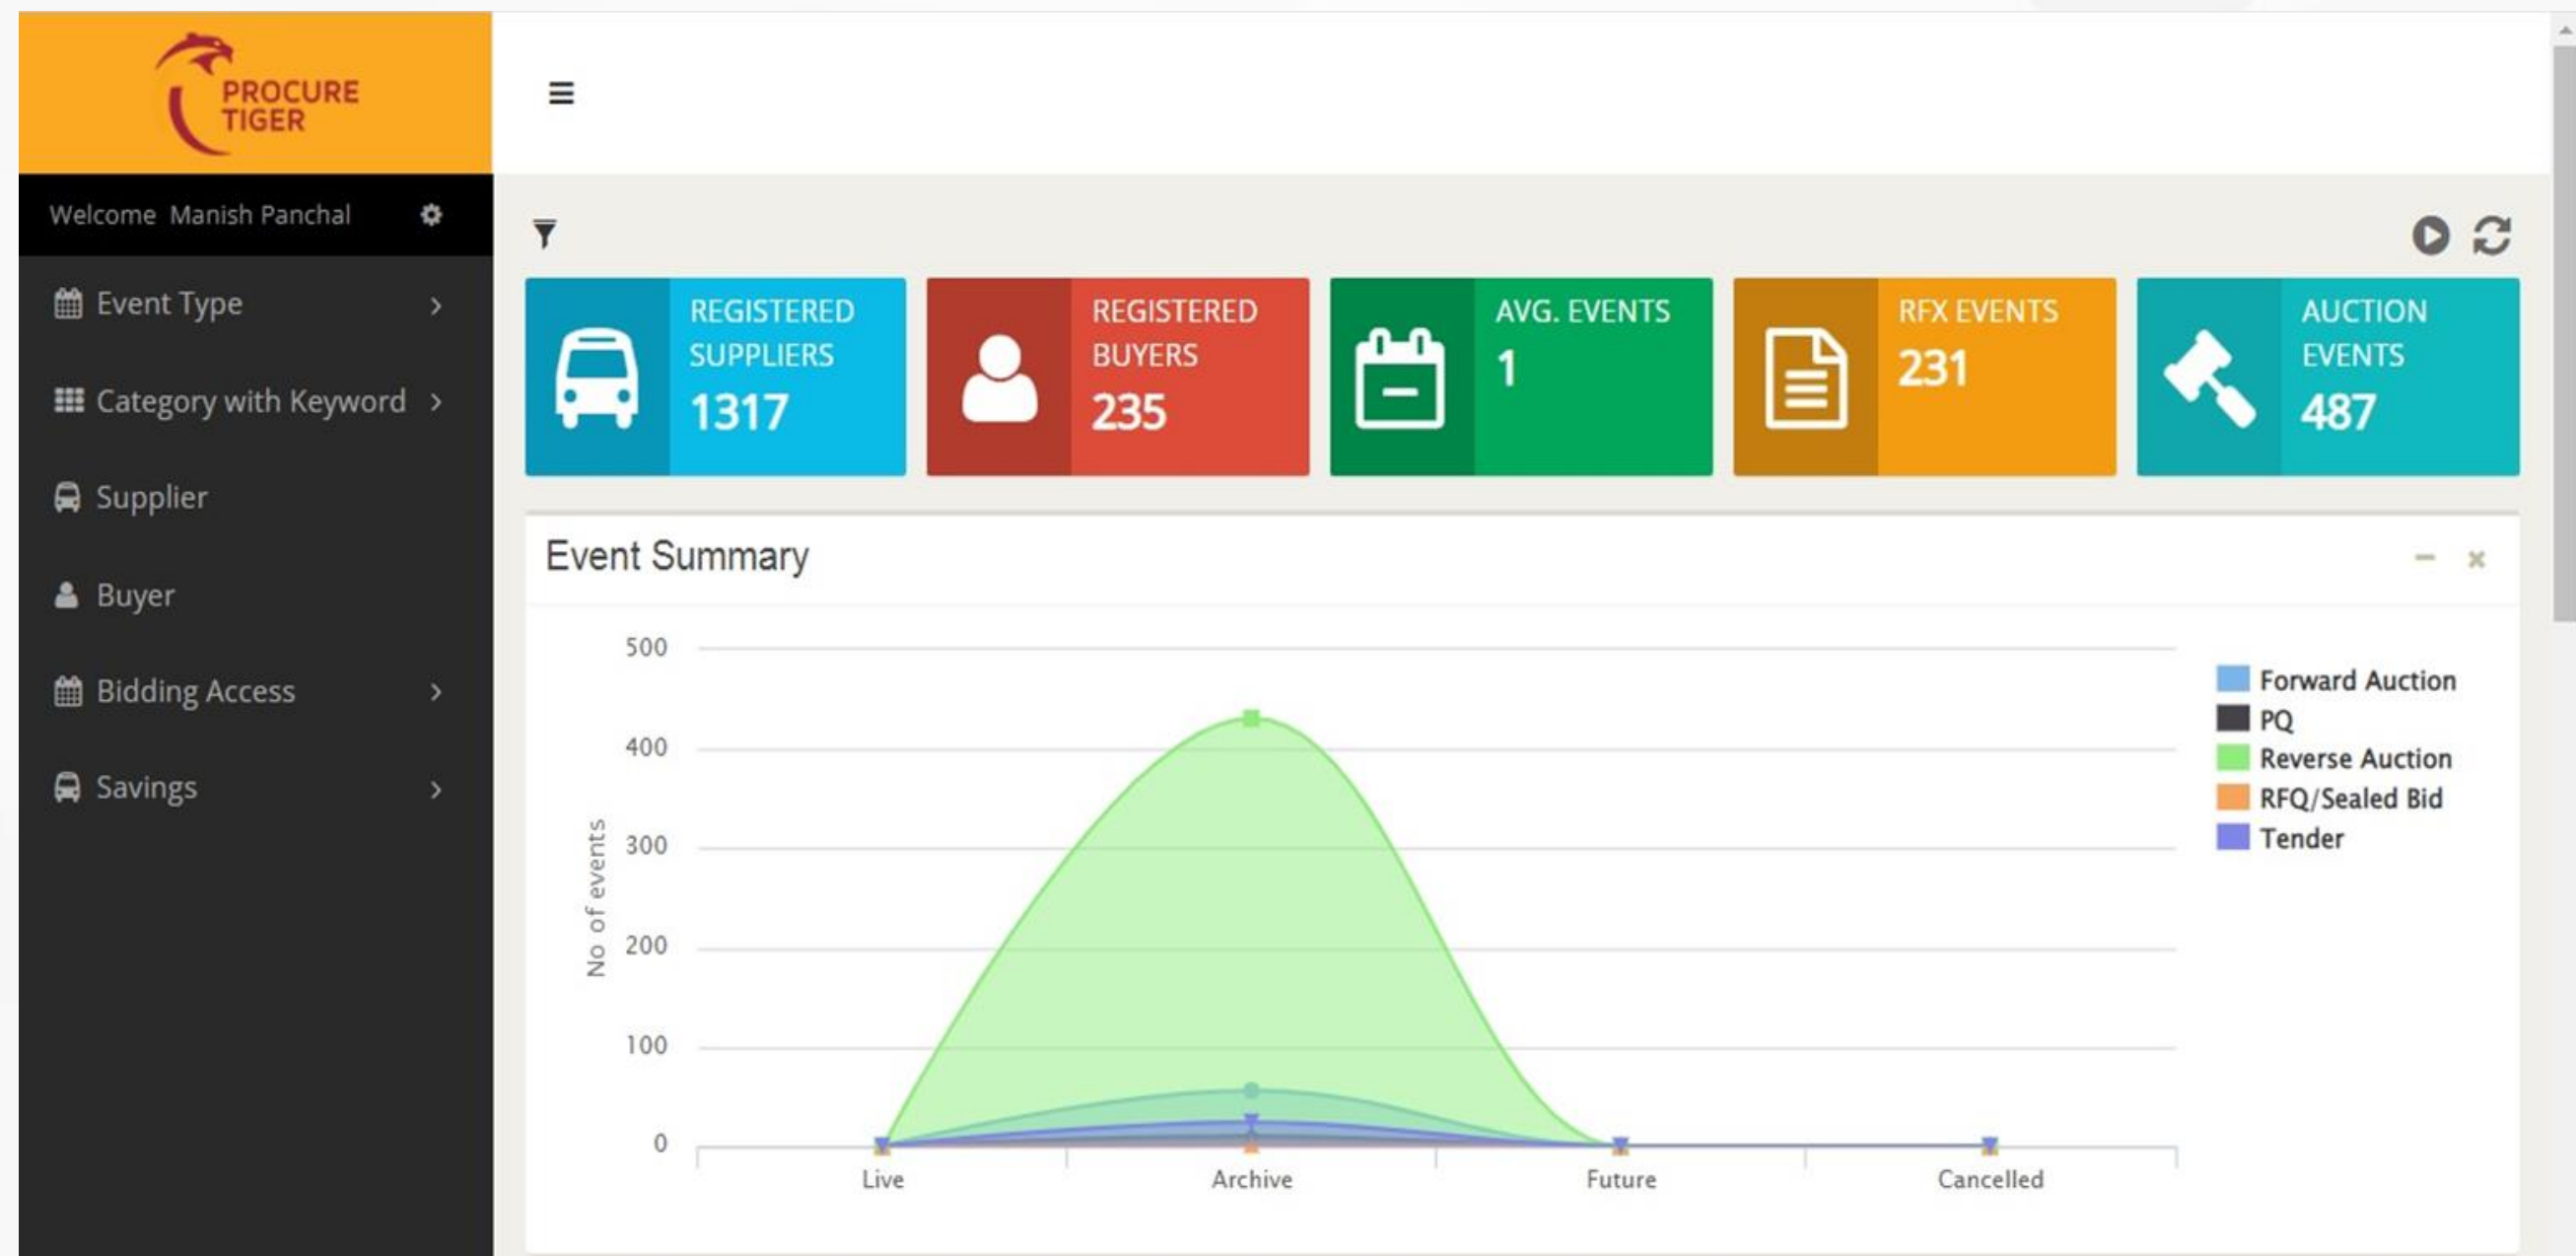 PROCURE
TIGER
Welcome Manish Panchal
Event Type
Category with Keyword
Supplier
Buyer
Bidding Access
Savings
REGISTERED
SUPPLIERS
1317
REGISTERED
BUYERS
235
AVG. EVENTS
1
RFX EVENTS
231
AUCTION
EVENTS
487
Event Summary
No of events
500
400
300
200
100
0
Live
Archive
Future
Cancelled
Forward Auction
PQ
Reverse Auction
RFQ/Sealed Bid
Tender